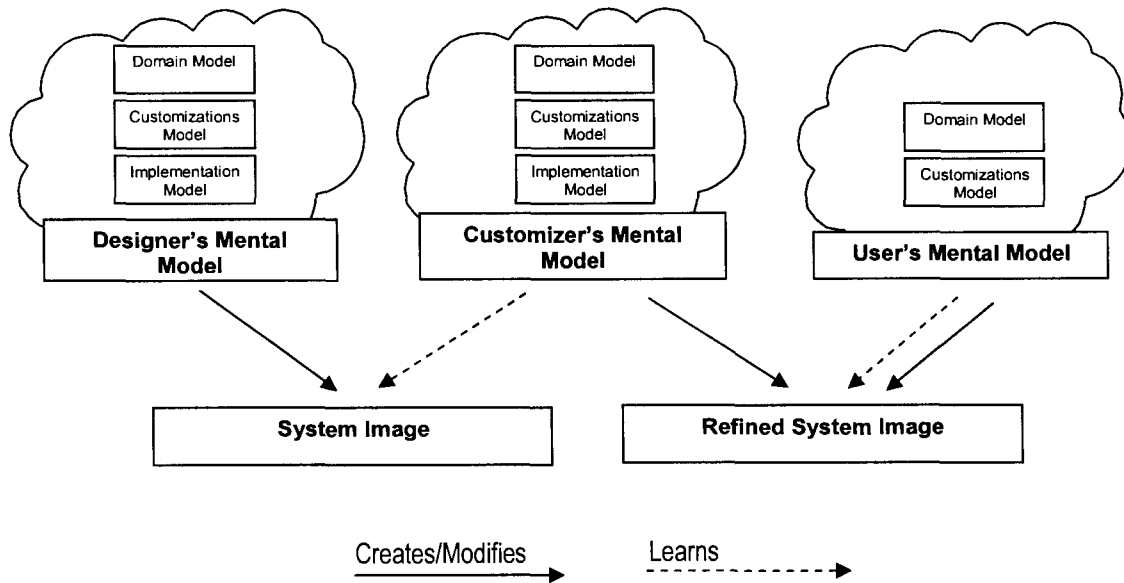 Domain Model
Customizations
Model
Implementation
Model
Designer's Mental
Model
Domain Model
Customizations
Model
Implementation
Model
Customizer's Mental
Model
Domain Model
Customizations
Model
User's Mental Model
System Image
Refined System Image
Creates/Modifies
Learns